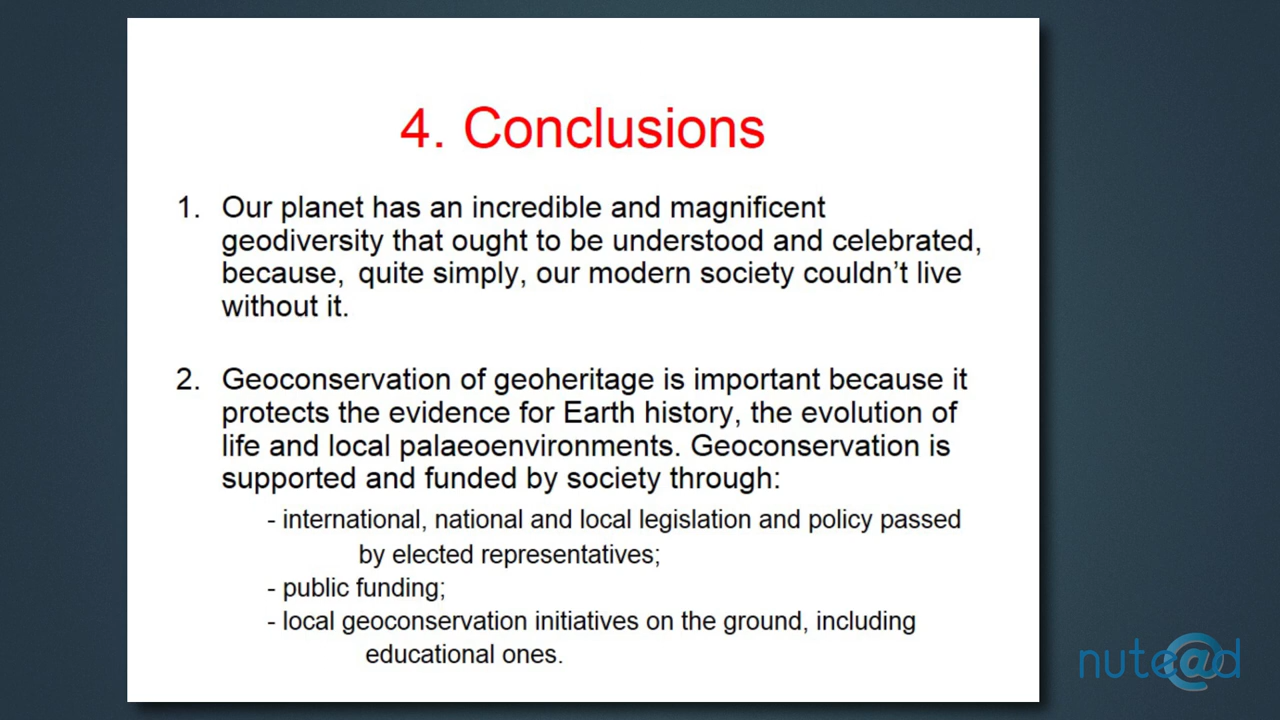 4. Conclusions
1. Our planet has an incredible and magnificent
geodiversity that ought to be understood and celebrated,
because, quite simply, our modern society couldn't live
without it.
2. Geoconservation of geoheritage is important because it
protects the evidence for Earth history, the evolution of
life and local palaeoenvironments. Geoconservation is
supported and funded by society through:
- international, national and local legislation and policy passed
by elected representatives;
- public funding;
- local geoconservation initiatives on the ground, including
educational ones.
nute@d